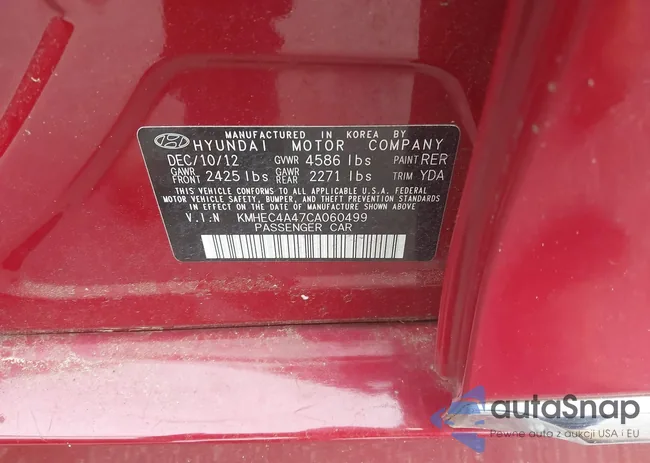 MANUFACTURED IN KOREA BY
HYUNDAI MOTOR COMPANY
DEC/10/12 GVWR 4586 lbs PAINT RER
GAWR FRONT 2425 lbs GAWR REAR 2271 lbs TRIM YDA
THIS VEHICLE CONFORMS TO ALL APPLICABLE U.S.A. FEDERAL
MOTOR VEHICLE SAFETY, BUMPER, AND THEFT PREVENTION
STANDARDS IN EFFECT ON THE DATE OF MANUFACTURE SHOWN ABOVE
V.I.N KMHEC4A47CA060499
PASSENGER CAR
autoSnap
Pewne auto z aukcji USA i EU